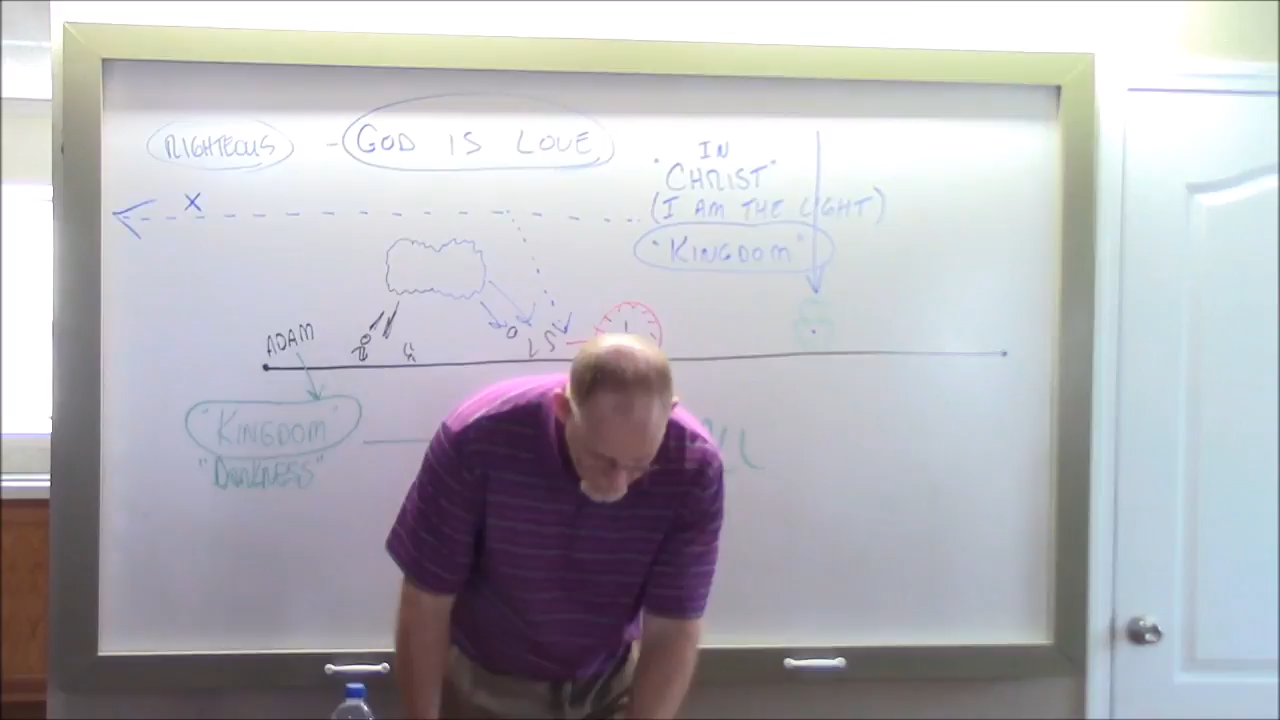 RIGHTEOUS - GOD IS LOVE
IN
"CHRIST"
(I AM THE LIGHT)
"KINGDOM"
X
ADAM
"KINGDOM"
"DARKNESS"